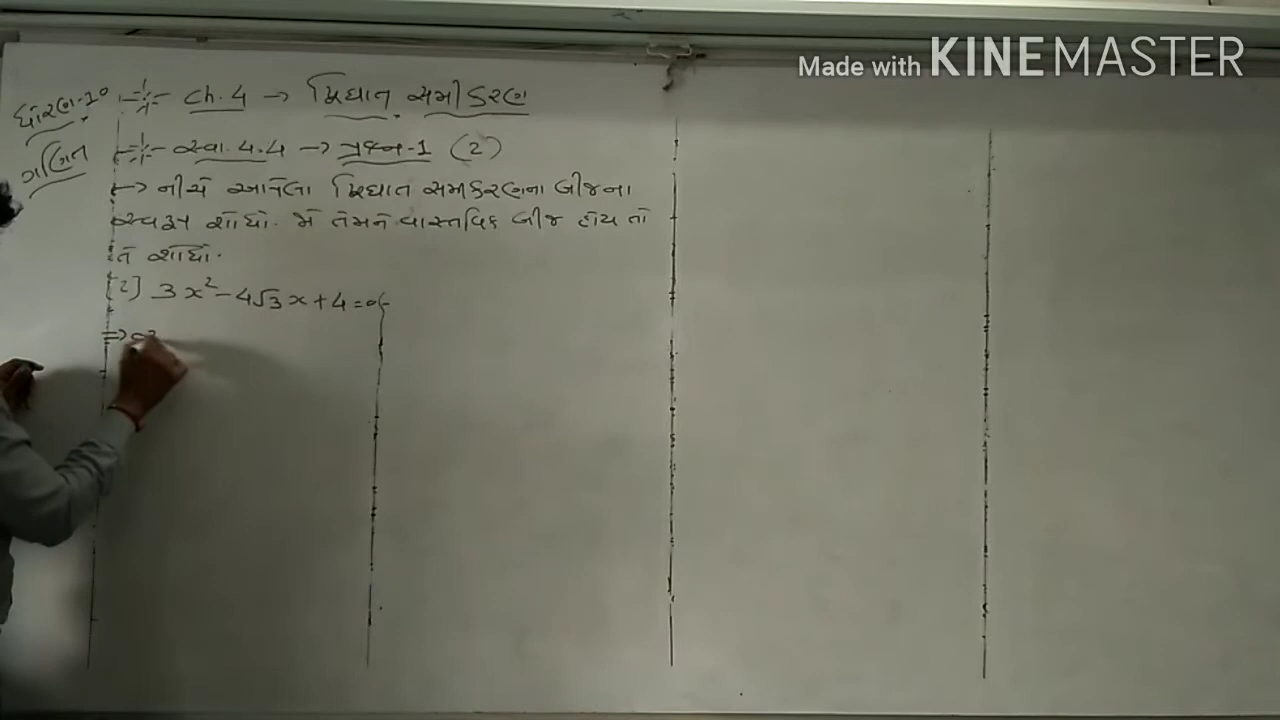 Made with KINEMASTER
ધોરણ-10
ગણિત
Ch.4 → દ્વિઘાત સમીકરણ
સ્વા. 4.4 → પ્રશ્ન-1 (2)
→ નીચે આપેલા દ્વિઘાત સમીકરણના બીજના
સ્વરૂપ શોધો. જો તેમને વાસ્તવિક બીજ હોય તો
તે શોધો.
[2] 3x² - 4√3x + 4 = 0
⇒